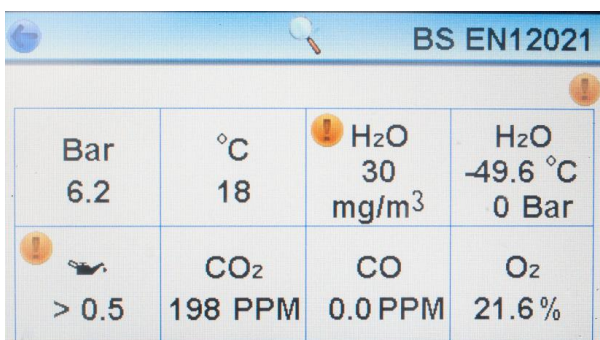 BS EN12021
Bar
6.2
°C
18
H₂O
30
mg/m³
H₂O
-49.6 °C
0 Bar
> 0.5
CO₂
198 PPM
CO
0.0 PPM
O₂
21.6%